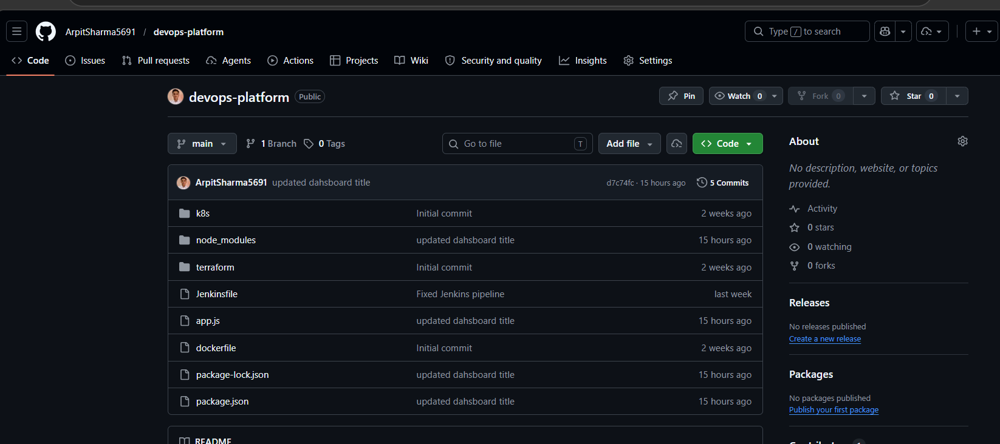 ArpitSharma5691 / devops-platform
Type / to search
Code Issues Pull requests Agents Actions Projects Wiki Security and quality Insights Settings
devops-platform Public
Pin Watch 0 Fork 0 Star 0
main 1 Branch 0 Tags Go to file T Add file Code
ArpitSharma5691 updated dahsboard title d7c74fc · 15 hours ago 5 Commits
k8s Initial commit 2 weeks ago
node_modules updated dahsboard title 15 hours ago
terraform Initial commit 2 weeks ago
Jenkinsfile Fixed Jenkins pipeline last week
app.js updated dahsboard title 15 hours ago
dockerfile Initial commit 2 weeks ago
package-lock.json updated dahsboard title 15 hours ago
package.json updated dahsboard title 15 hours ago
README
About
No description, website, or topics
provided.
Activity
0 stars
0 watching
0 forks
Releases
No releases published
Create a new release
Packages
No packages published
Publish your first package